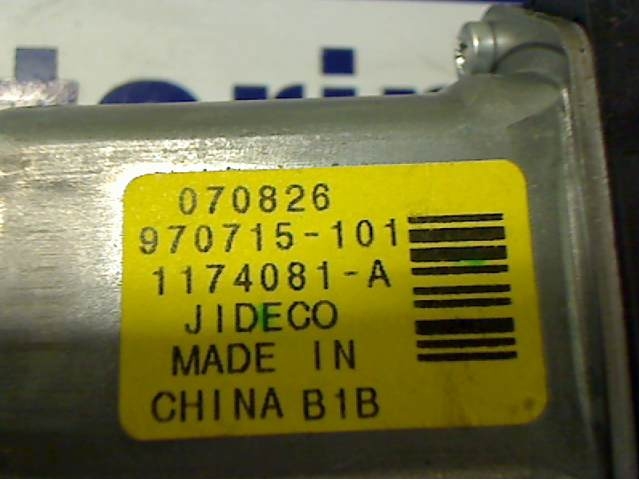 070826
970715-101
1174081-A
JIDECO
MADE IN
CHINA B1B